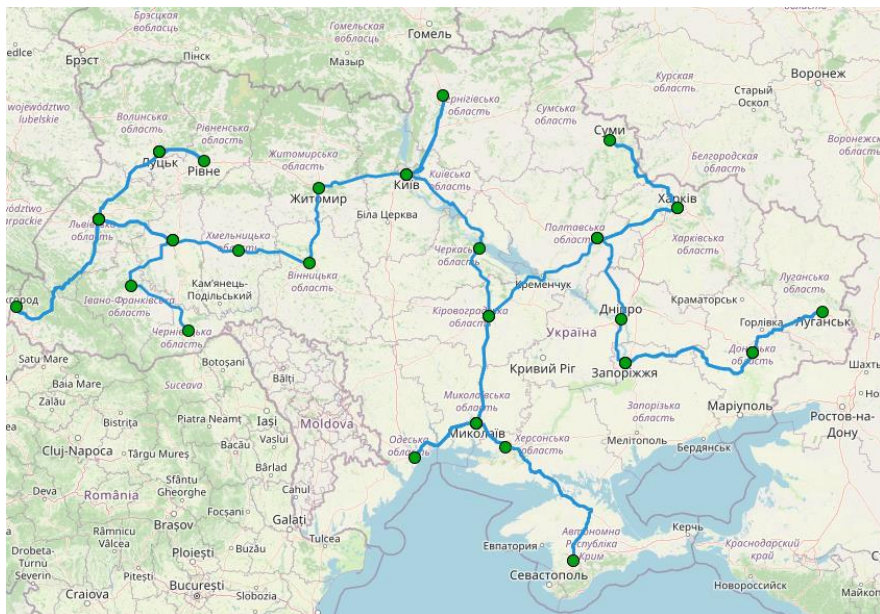 Гомель
Брэсцкая
вобласць
Гомельская
вобласць
Брэст
Пінск
Мазыр
województwo
lubelskie
Курская
область
Старый
Оскол
Воронеж
Воронежска
область
Чернігівська
область
Сумська
область
Суми
Белгородская
область
Волинська
область
Рівненська
область
Луцьк
Рівне
Житомирська
область
Житомир
Київ
Київська
область
Біла Церква
Харків
Харківська
область
Полтавська
область
Львівська
область
Хмельницька
область
Вінницька
область
Кам'янець-
Подільський
Черкаська
область
Кременчук
Луганська
область
Краматорськ
Горлівка
Луганськ
Івано-Франківська
область
Чернівецька
область
Кіровоградська
область
Україна
Дніпро
Донецька
область
Запоріжжя
Кривий Ріг
Satu Mare
Baia Mare
Zalău
Botoșani
Suceava
Bălți
Moldova
Iași
Bistrița
Piatra Neamț
Cluj-Napoca
Târgu Mureș
Bacău
Vaslui
Bârlad
Миколаївська
область
Миколаїв
Одеська
область
Херсонська
область
Запорізька
область
Мелітополь
Маріуполь
Бердянськ
Ростов-на-
Дону
Deva
România
Sfântu
Gheorghe
Focșani
Cahul
Galați
Brașov
Râmnicu
Vâlcea
Ploiești
Buzău
Tulcea
Drobeta-
Turnu
Severin
Pitești
București
Slobozia
Craiova
Автономна
Республіка
Крим
Євпаторія
Севастополь
Керч
Краснодарский
край
Новороссийск
Майкоп